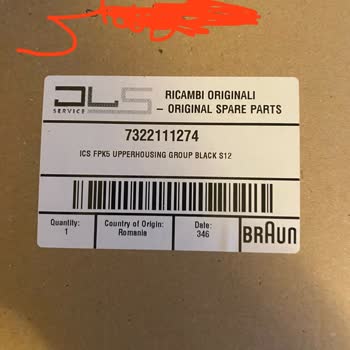 DLS
SERVICE
RICAMBI ORIGINALI
– ORIGINAL SPARE PARTS
7322111274
ICS FPK5 UPPERHOUSING GROUP BLACK S12
Quantity:
1
Country of Origin:
Romania
Date:
346
BRAUN